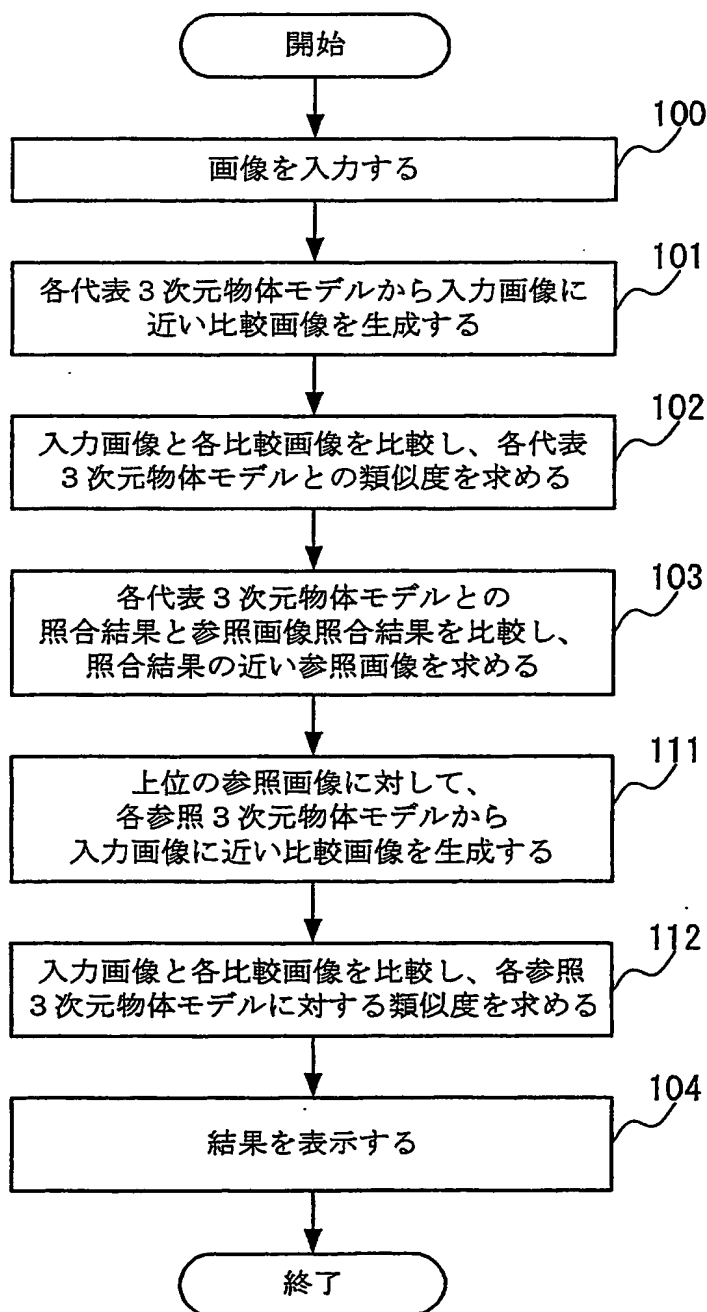 開始
100
画像を入力する
101
各代表３次元物体モデルから入力画像に
近い比較画像を生成する
102
入力画像と各比較画像を比較し、各代表
３次元物体モデルとの類似度を求める
103
各代表３次元物体モデルとの
照合結果と参照画像照合結果を比較し、
照合結果の近い参照画像を求める
111
上位の参照画像に対して、
各参照３次元物体モデルから
入力画像に近い比較画像を生成する
112
入力画像と各比較画像を比較し、各参照
３次元物体モデルに対する類似度を求める
104
結果を表示する
終了